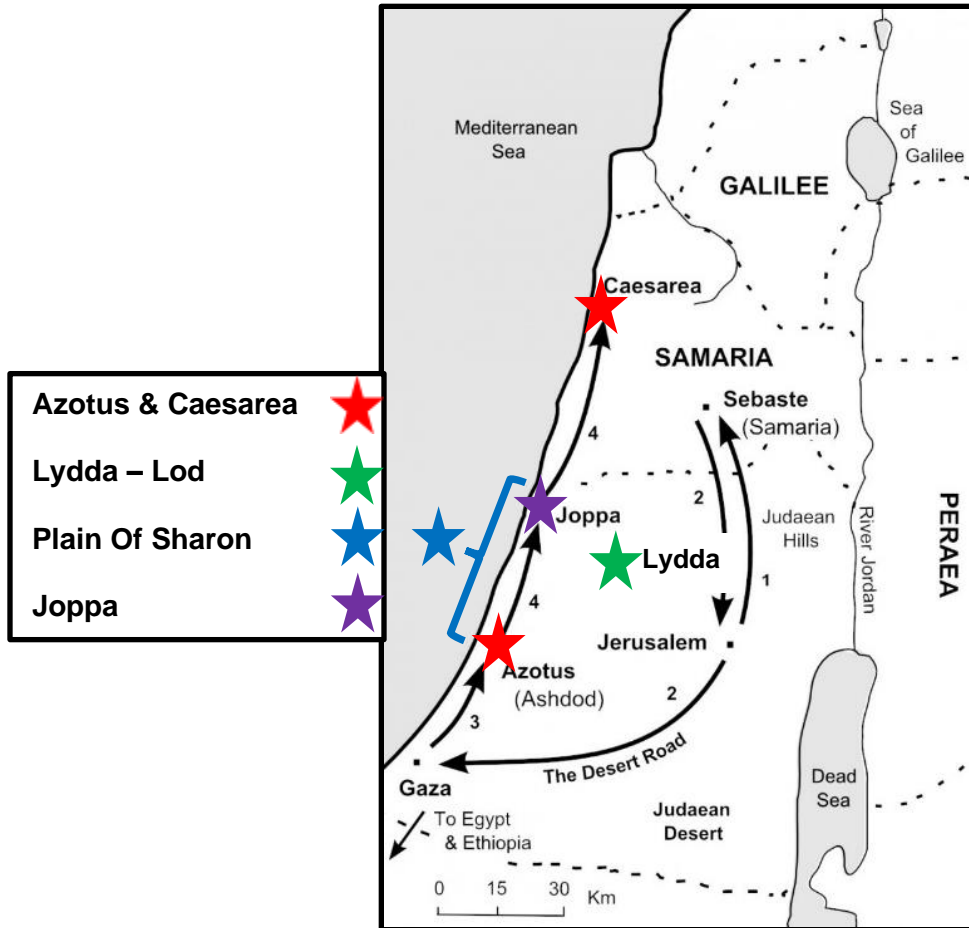 Mediterranean
Sea
Sea
of
Galilee
GALILEE
Caesarea
SAMARIA
Sebaste
(Samaria)
4
2
Joppa
Judaean
Hills
River Jordan
PERAEA
Lydda
1
4
Jerusalem
Azotus
(Ashdod)
2
3
The Desert Road
Gaza
Dead
Sea
To Egypt
& Ethiopia
Judaean
Desert
0 15 30 Km
Azotus & Caesarea
Lydda – Lod
Plain Of Sharon
Joppa